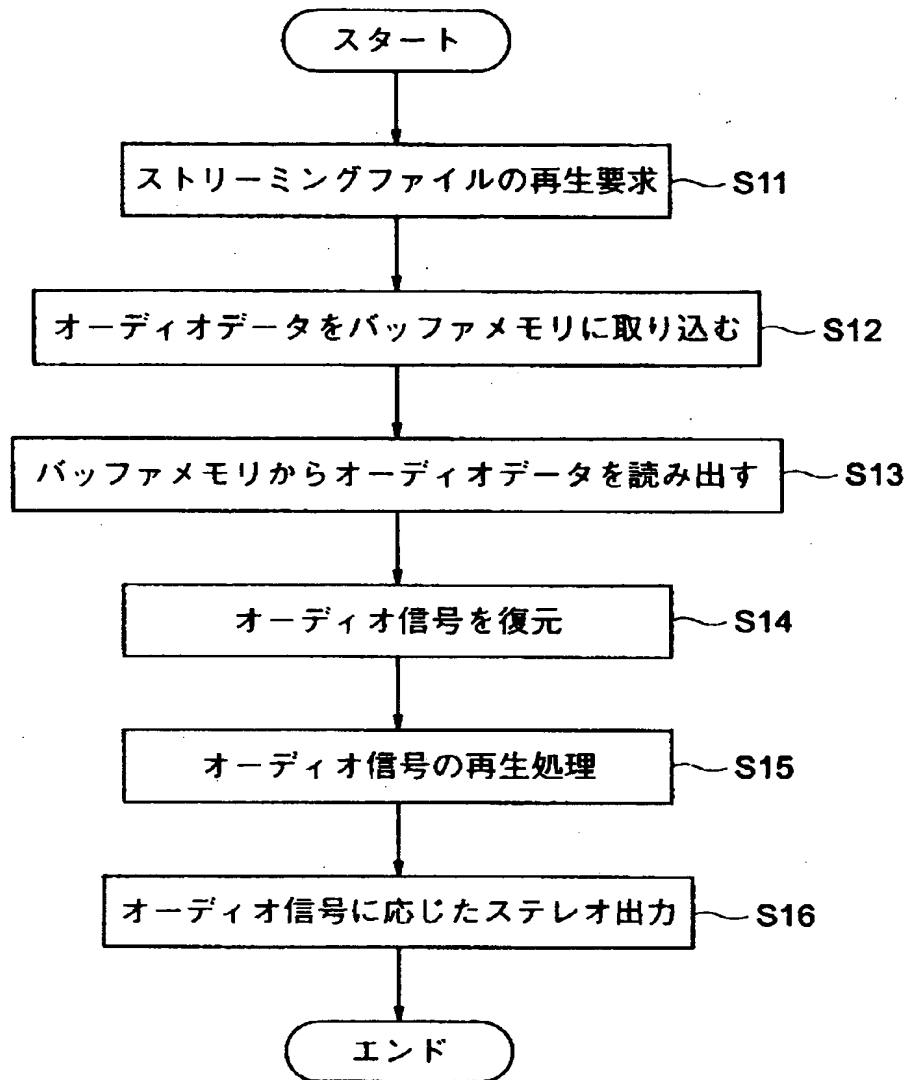 スタート
ストリーミングファイルの再生要求 S11
オーディオデータをバッファメモリに取り込む S12
バッファメモリからオーディオデータを読み出す S13
オーディオ信号を復元 S14
オーディオ信号の再生処理 S15
オーディオ信号に応じたステレオ出力 S16
エンド